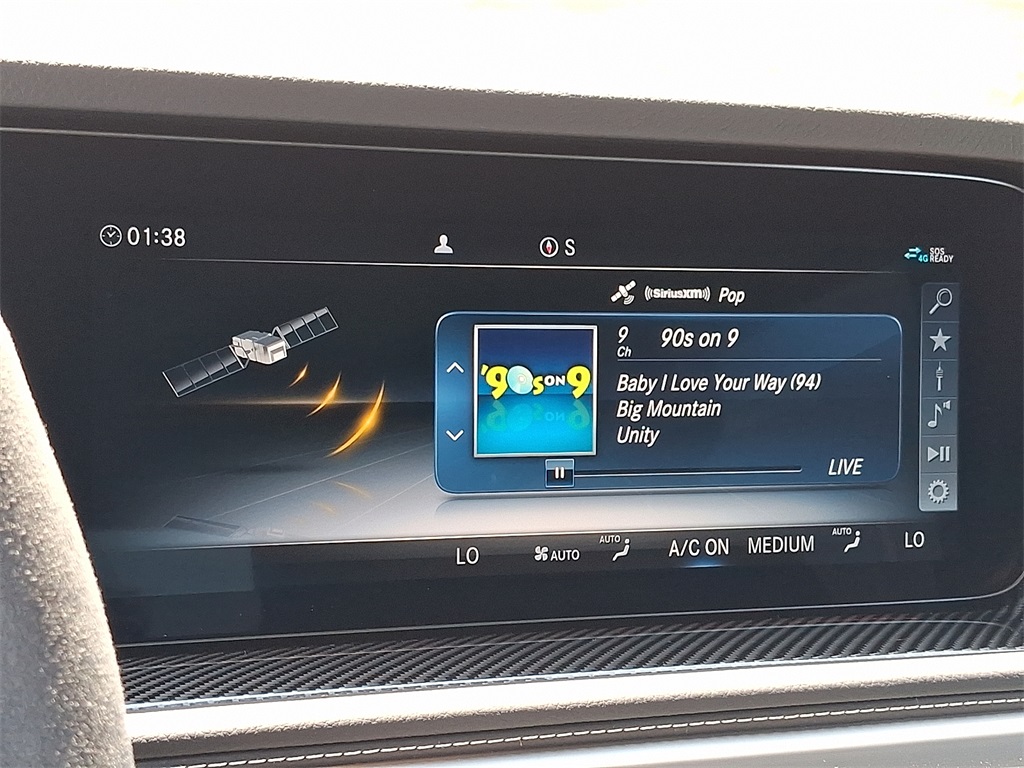 01:38
S
4G SOS READY
((SiriusXM)) Pop
'90s ON 9
9
Ch
90s on 9
Baby I Love Your Way (94)
Big Mountain
Unity
LIVE
LO
AUTO
AUTO
A/C ON
MEDIUM
AUTO
LO